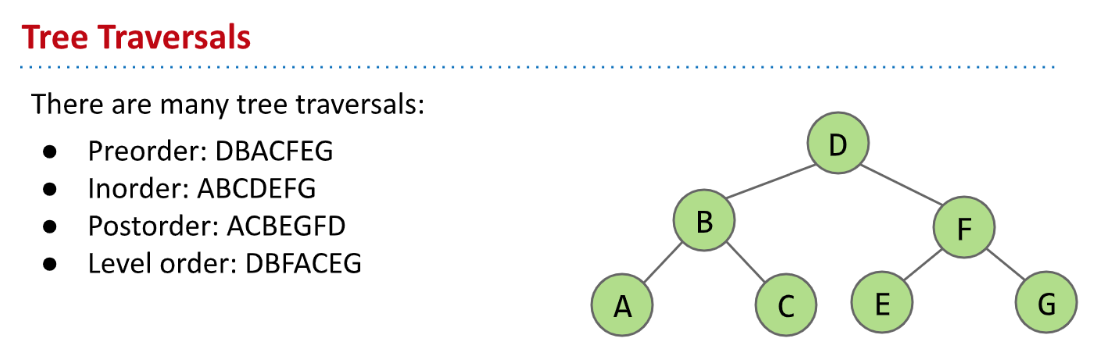 Tree Traversals
There are many tree traversals:
● Preorder: DBACFEG
● Inorder: ABCDEFG
● Postorder: ACBEGFD
● Level order: DBFACEG
D
B
F
A
C
E
G